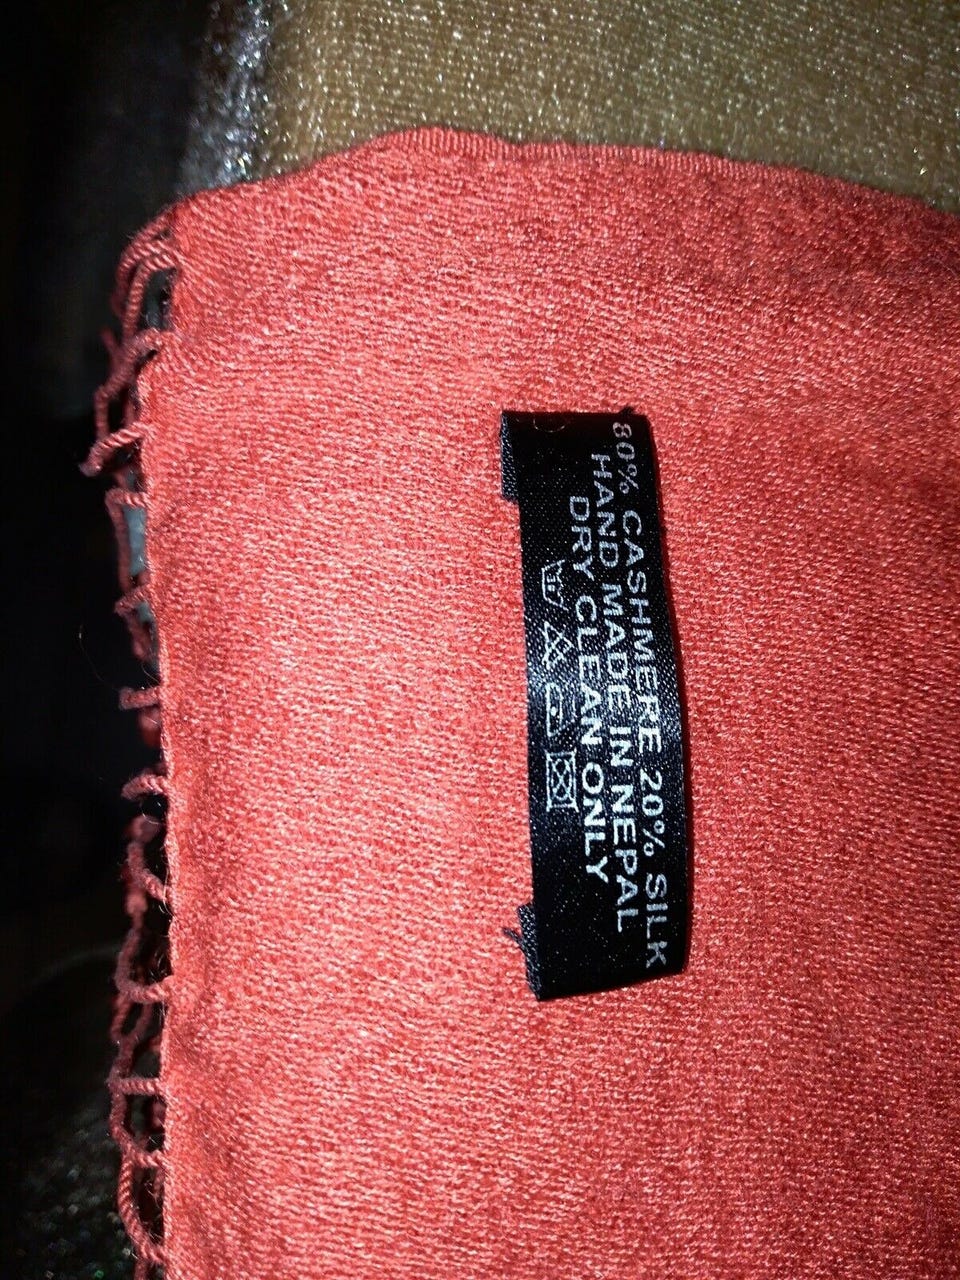 80% CASHMERE 20% SILK
HAND MADE IN NEPAL
DRY CLEAN ONLY